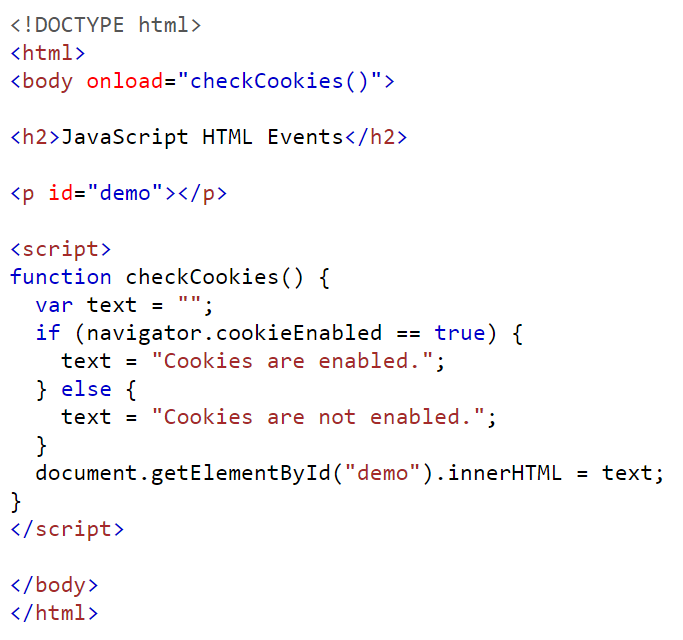 <!DOCTYPE html>
<html>
<body onload="checkCookies()">
<h2>JavaScript HTML Events</h2>
<p id="demo"></p>
<script>
function checkCookies() {
  var text = "";
  if (navigator.cookieEnabled == true) {
    text = "Cookies are enabled.";
  } else {
    text = "Cookies are not enabled.";
  }
  document.getElementById("demo").innerHTML = text;
}
</script>
</body>
</html>